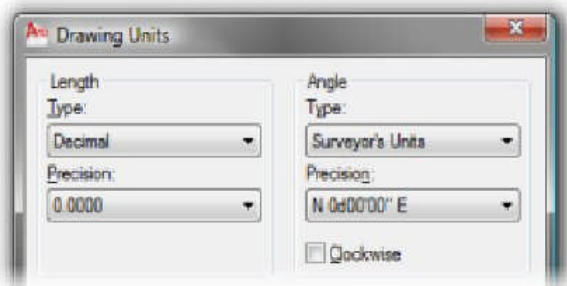 Drawing Units
Length
Type:
Decimal
Precision:
0.0000
Angle
Type:
Surveyor's Units
Precision:
N 0d00'00" E
Clockwise